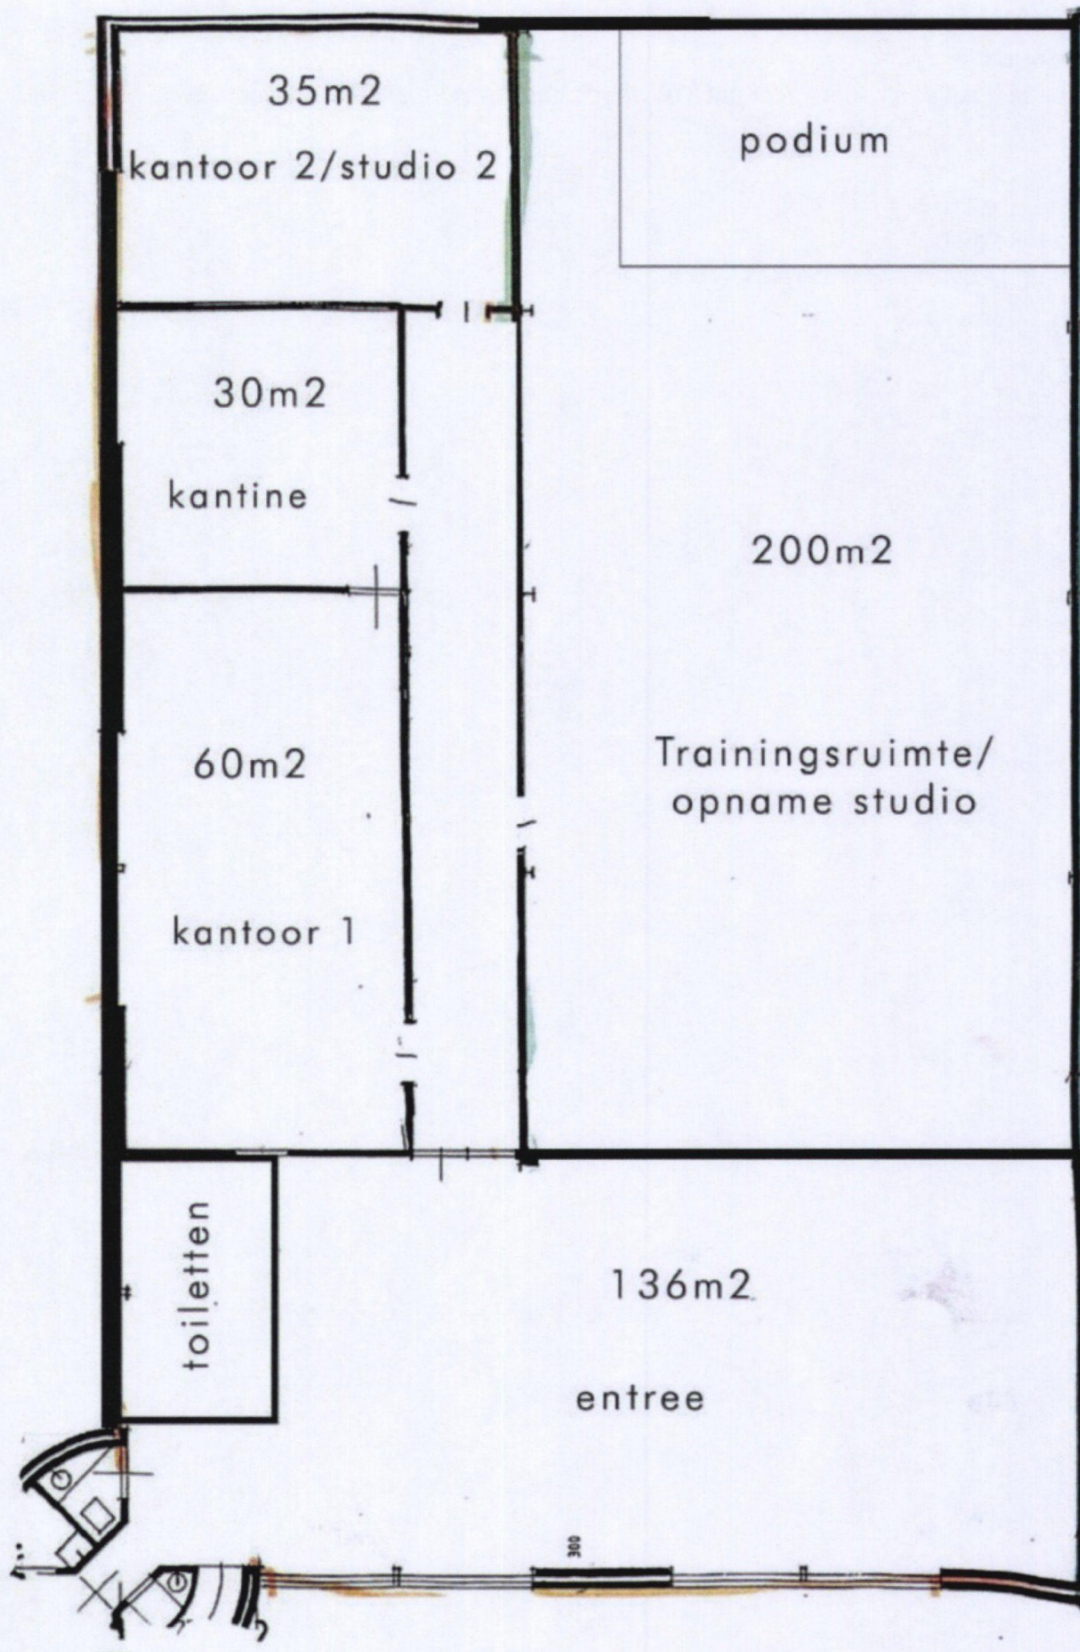 35m2
kantoor 2/studio 2
podium
30m2
kantine
200m2
60m2
Trainingsruimte/
opname studio
kantoor 1
toiletten
136m2
entree
300